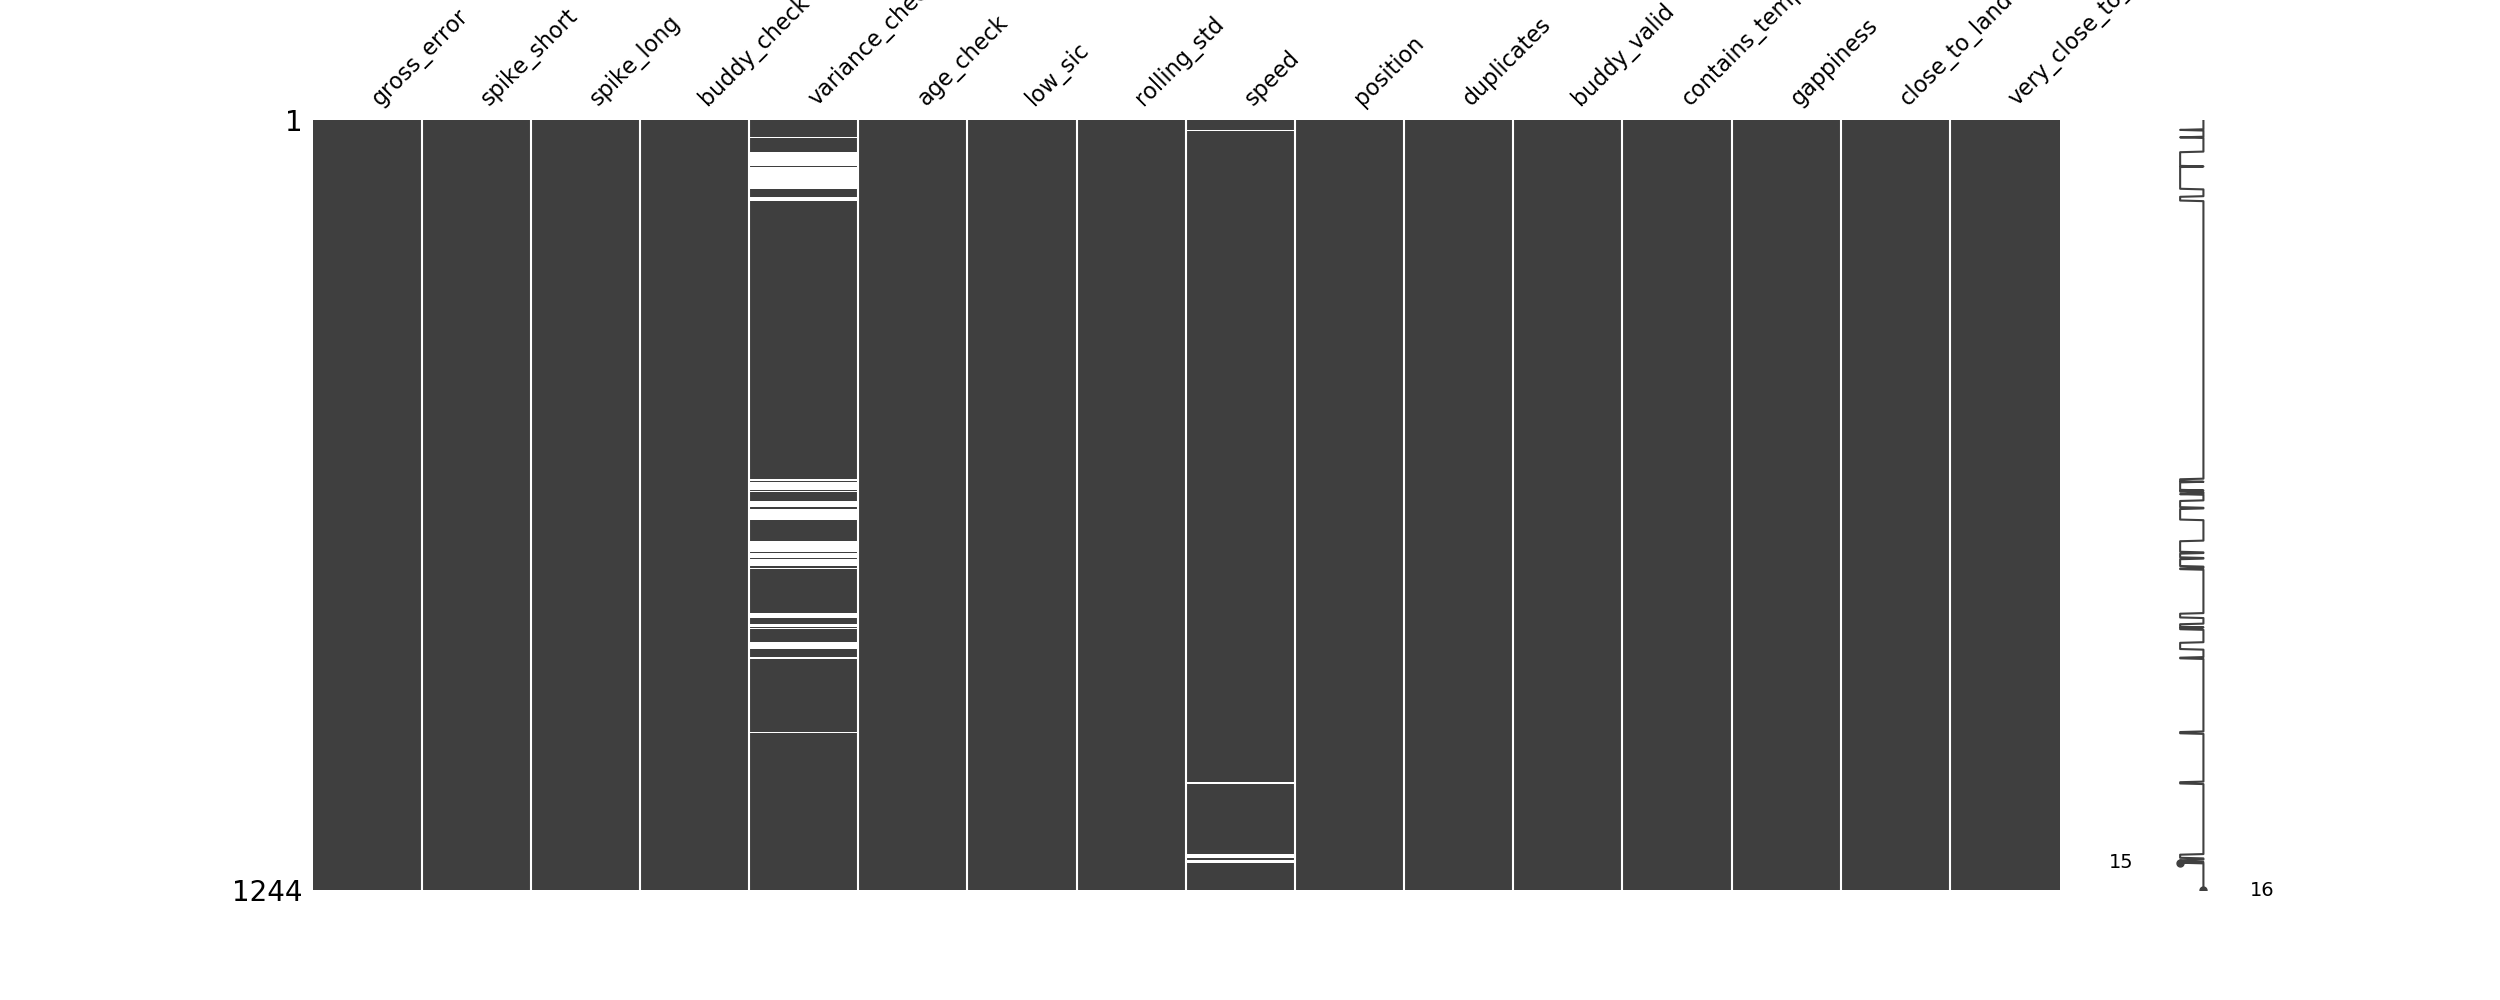 gross_error
spike_short
spike_long
buddy_check
age_check
low_sic
rolling_std
speed
position
duplicates
buddy_valid
gappiness
close_to_land
1
1244
15
16